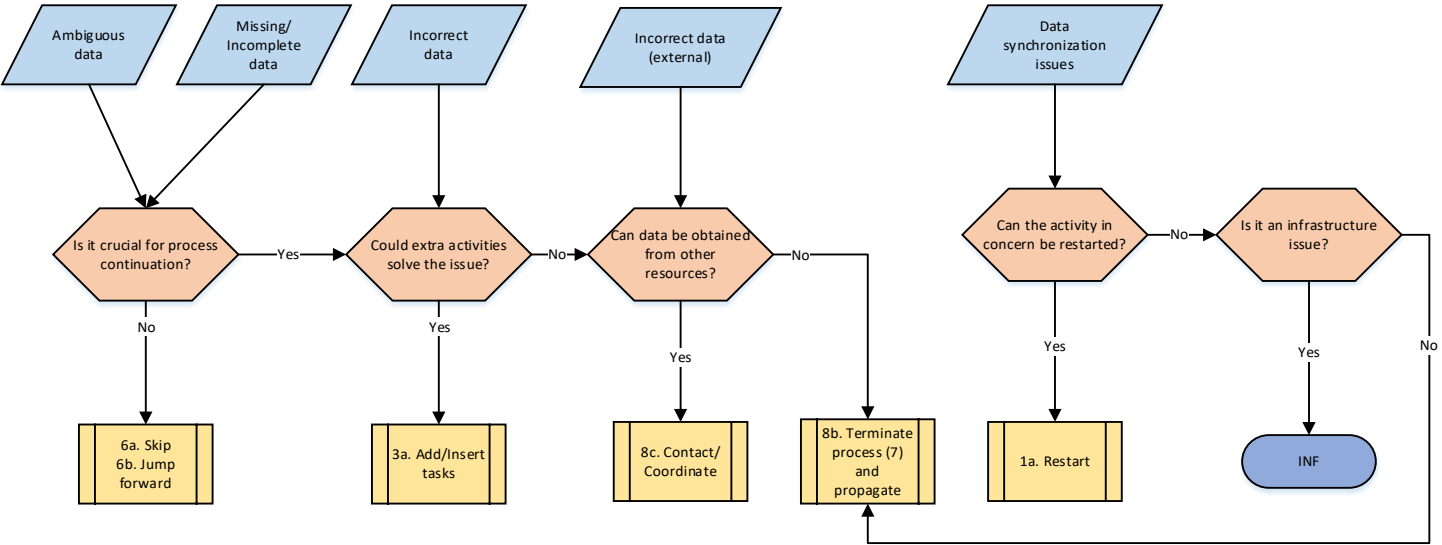 Ambiguous
data
Missing/
Incomplete
data
Incorrect
data
Incorrect data
(external)
Data
synchronization
issues
Is it crucial for process
continuation?
Yes
Could extra activities
solve the issue?
No
Can data be obtained
from other
resources?
No
Can the activity in
concern be restarted?
No
Is it an infrastructure
issue?
No
Yes
Yes
Yes
Yes
No
6a. Skip
6b. Jump
forward
3a. Add/Insert
tasks
8c. Contact/
Coordinate
8b. Terminate
process (7)
and
propagate
1a. Restart
INF